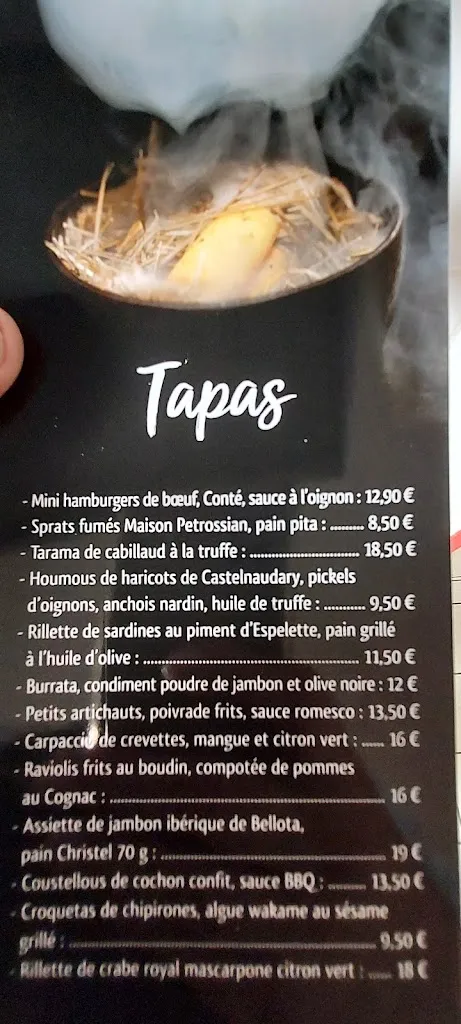 Tapas
- Mini hamburgers de bœuf, Conté, sauce à l'oignon : 12,90 €
- Sprats fumés Maison Petrossian, pain pita : ......... 8,50 €
- Tarama de cabillaud à la truffe : ............................. 18,50 €
- Houmous de haricots de Castelnaudary, pickels
d'oignons, anchois nardin, huile de truffe : ........... 9,50 €
- Rillette de sardines au piment d'Espelette, pain grillé
à l'huile d'olive : ....................................................... 11,50 €
- Burrata, condiment poudre de jambon et olive noire : 12 €
- Petits artichauts, poivrade frits, sauce romesco : 13,50 €
- Carpaccio de crevettes, mangue et citron vert : ...... 16 €
- Raviolis frits au boudin, compotée de pommes
au Cognac : .................................................................. 16 €
- Assiette de jambon ibérique de Bellota,
pain Christel 70 g : ...................................................... 19 €
- Coustellous de cochon confit, sauce BBQ : ......... 13,50 €
- Croquetas de chipirones, algue wakame au sésame
grillé : ........................................................................ 9,50 €
- Rillette de crabe royal mascarpone citron vert : ..... 18 €